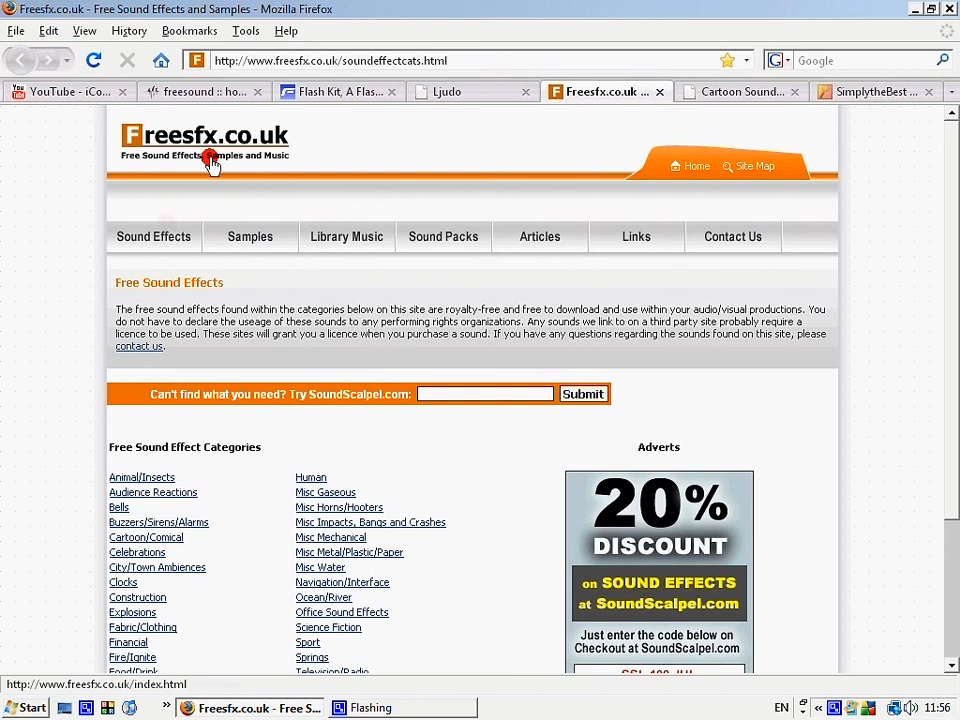 Freesfx.co.uk - Free Sound Effects and Samples - Mozilla Firefox
File Edit View History Bookmarks Tools Help
http://www.freesfx.co.uk/soundeffectcats.html
Google
YouTube - iCo...
freesound :: ho...
Flash Kit, A Flas...
Ljudo
Freesfx.co.uk ...
Cartoon Sound...
SimplytheBest ...
Freesfx.co.uk
Free Sound Effects, Samples and Music
Home
Site Map
Sound Effects
Samples
Library Music
Sound Packs
Articles
Links
Contact Us
Free Sound Effects
The free sound effects found within the categories below on this site are royalty-free and free to download and use within your audio/visual productions. You
do not have to declare the useage of these sounds to any performing rights organizations. Any sounds we link to on a third party site probably require a
licence to be used. These sites will grant you a licence when you purchase a sound. If you have any questions regarding the sounds found on this site, please
contact us.
Can't find what you need? Try SoundScalpel.com:
Submit
Free Sound Effect Categories
Animal/Insects
Audience Reactions
Bells
Buzzers/Sirens/Alarms
Cartoon/Comical
Celebrations
City/Town Ambiences
Clocks
Construction
Explosions
Fabric/Clothing
Financial
Fire/Ignite
Food/Drink
Human
Misc Gaseous
Misc Horns/Hooters
Misc Impacts, Bangs and Crashes
Misc Mechanical
Misc Metal/Plastic/Paper
Misc Water
Navigation/Interface
Ocean/River
Office Sound Effects
Science Fiction
Sport
Springs
Television/Radio
Adverts
20%
DISCOUNT
on SOUND EFFECTS
at SoundScalpel.com
Just enter the code below on
Checkout at SoundScalpel.com
http://www.freesfx.co.uk/index.html
Start
Freesfx.co.uk - Free S...
Flashing
EN
11:56